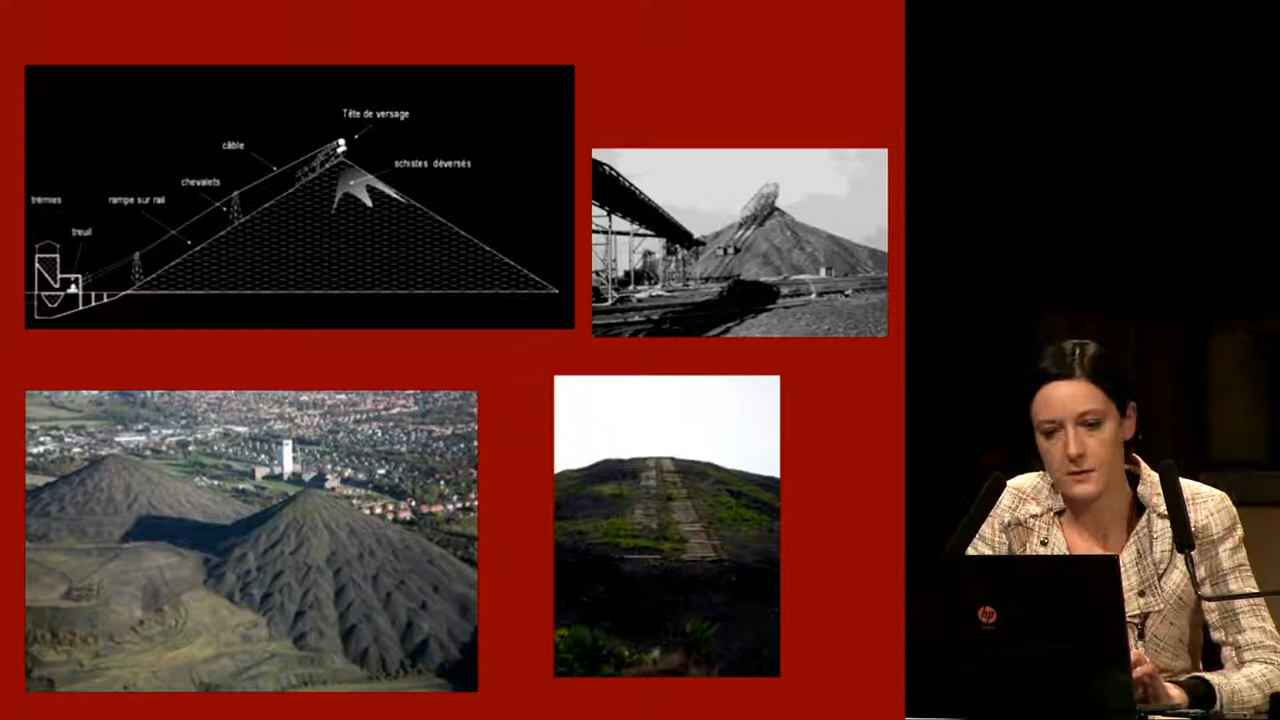 Tête de versage
câble
schistes déversés
chevalets
trémies
rampe sur rail
treuil
hp